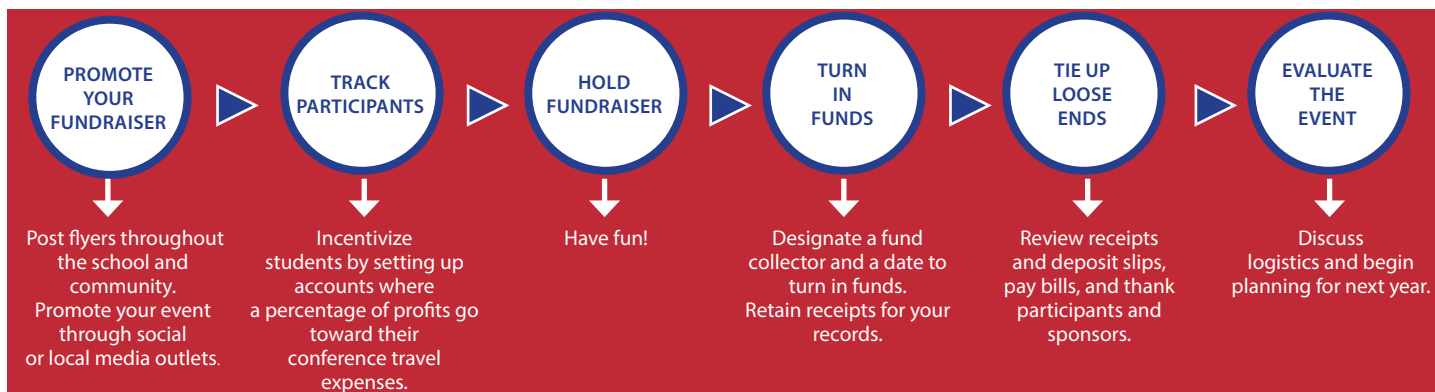 PROMOTE
YOUR
FUNDRAISER
Post flyers throughout
the school and
community.
Promote your event
through social
or local media outlets.
TRACK
PARTICIPANTS
Incentivize
students by setting up
accounts where
a percentage of profits go
toward their
conference travel
expenses.
HOLD
FUNDRAISER
Have fun!
TURN
IN
FUNDS
Designate a fund
collector and a date to
turn in funds.
Retain receipts for your
records.
TIE UP
LOOSE
ENDS
Review receipts
and deposit slips,
pay bills, and thank
participants and
sponsors.
EVALUATE
THE
EVENT
Discuss
logistics and begin
planning for next year.